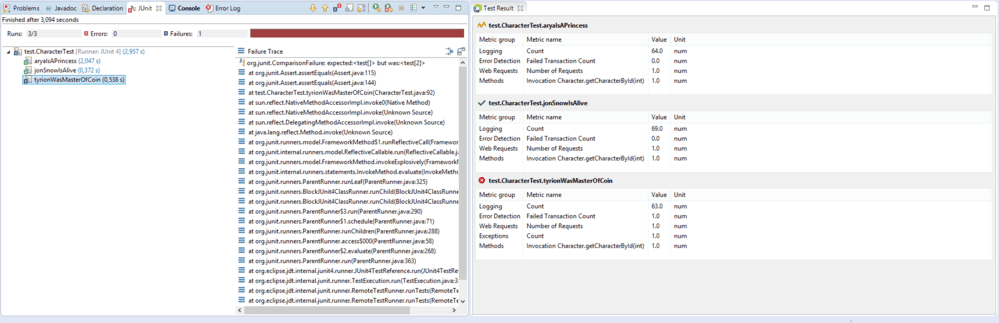 Problems Javadoc Declaration JUnit Console Error Log
Finished after 3,094 seconds
Runs: 3/3 Errors: 0 Failures: 1
test.CharacterTest [Runner: JUnit 4] (2,957 s)
aryaIsAPrincess (2,047 s)
jonSnowIsAlive (0,372 s)
tyrionWasMasterOfCoin (0,538 s)
Failure Trace
org.junit.ComparisonFailure: expected:<test[]> but was:<test[2]>
at org.junit.Assert.assertEquals(Assert.java:115)
at org.junit.Assert.assertEquals(Assert.java:144)
at test.CharacterTest.tyrionWasMasterOfCoin(CharacterTest.java:92)
at sun.reflect.NativeMethodAccessorImpl.invoke0(Native Method)
at sun.reflect.NativeMethodAccessorImpl.invoke(Unknown Source)
at sun.reflect.DelegatingMethodAccessorImpl.invoke(Unknown Source)
at java.lang.reflect.Method.invoke(Unknown Source)
at org.junit.runners.model.FrameworkMethod$1.runReflectiveCall(Framework
at org.junit.internal.runners.model.ReflectiveCallable.run(ReflectiveCallable.j
at org.junit.runners.model.FrameworkMethod.invokeExplosively(Framework
at org.junit.internal.runners.statements.InvokeMethod.evaluate(InvokeMeth
at org.junit.runners.ParentRunner.runLeaf(ParentRunner.java:325)
at org.junit.runners.BlockJUnit4ClassRunner.runChild(BlockJUnit4ClassRunne
at org.junit.runners.BlockJUnit4ClassRunner.runChild(BlockJUnit4ClassRunne
at org.junit.runners.ParentRunner$3.run(ParentRunner.java:290)
at org.junit.runners.ParentRunner$1.schedule(ParentRunner.java:71)
at org.junit.runners.ParentRunner.runChildren(ParentRunner.java:288)
at org.junit.runners.ParentRunner.access$000(ParentRunner.java:58)
at org.junit.runners.ParentRunner$2.evaluate(ParentRunner.java:268)
at org.junit.runners.ParentRunner.run(ParentRunner.java:363)
at org.eclipse.jdt.internal.junit4.runner.JUnit4TestReference.run(JUnit4TestRe
at org.eclipse.jdt.internal.junit.runner.TestExecution.run(TestExecution.java:3
at org.eclipse.jdt.internal.junit.runner.RemoteTestRunner.runTests(RemoteTe
at org.eclipse.jdt.internal.junit.runner.RemoteTestRunner.runTests(RemoteTe
Test Result
test.CharacterTest.aryaIsAPrincess
Metric group Metric name Value Unit
Logging Count 64.0 num
Error Detection Failed Transaction Count 0.0 num
Web Requests Number of Requests 1.0 num
Methods Invocation Character.getCharacterById(int) 1.0 num
test.CharacterTest.jonSnowIsAlive
Metric group Metric name Value Unit
Logging Count 69.0 num
Error Detection Failed Transaction Count 0.0 num
Web Requests Number of Requests 1.0 num
Methods Invocation Character.getCharacterById(int) 1.0 num
test.CharacterTest.tyrionWasMasterOfCoin
Metric group Metric name Value Unit
Logging Count 63.0 num
Error Detection Failed Transaction Count 1.0 num
Web Requests Number of Requests 1.0 num
Exceptions Count 1.0 num
Methods Invocation Character.getCharacterById(int) 1.0 num